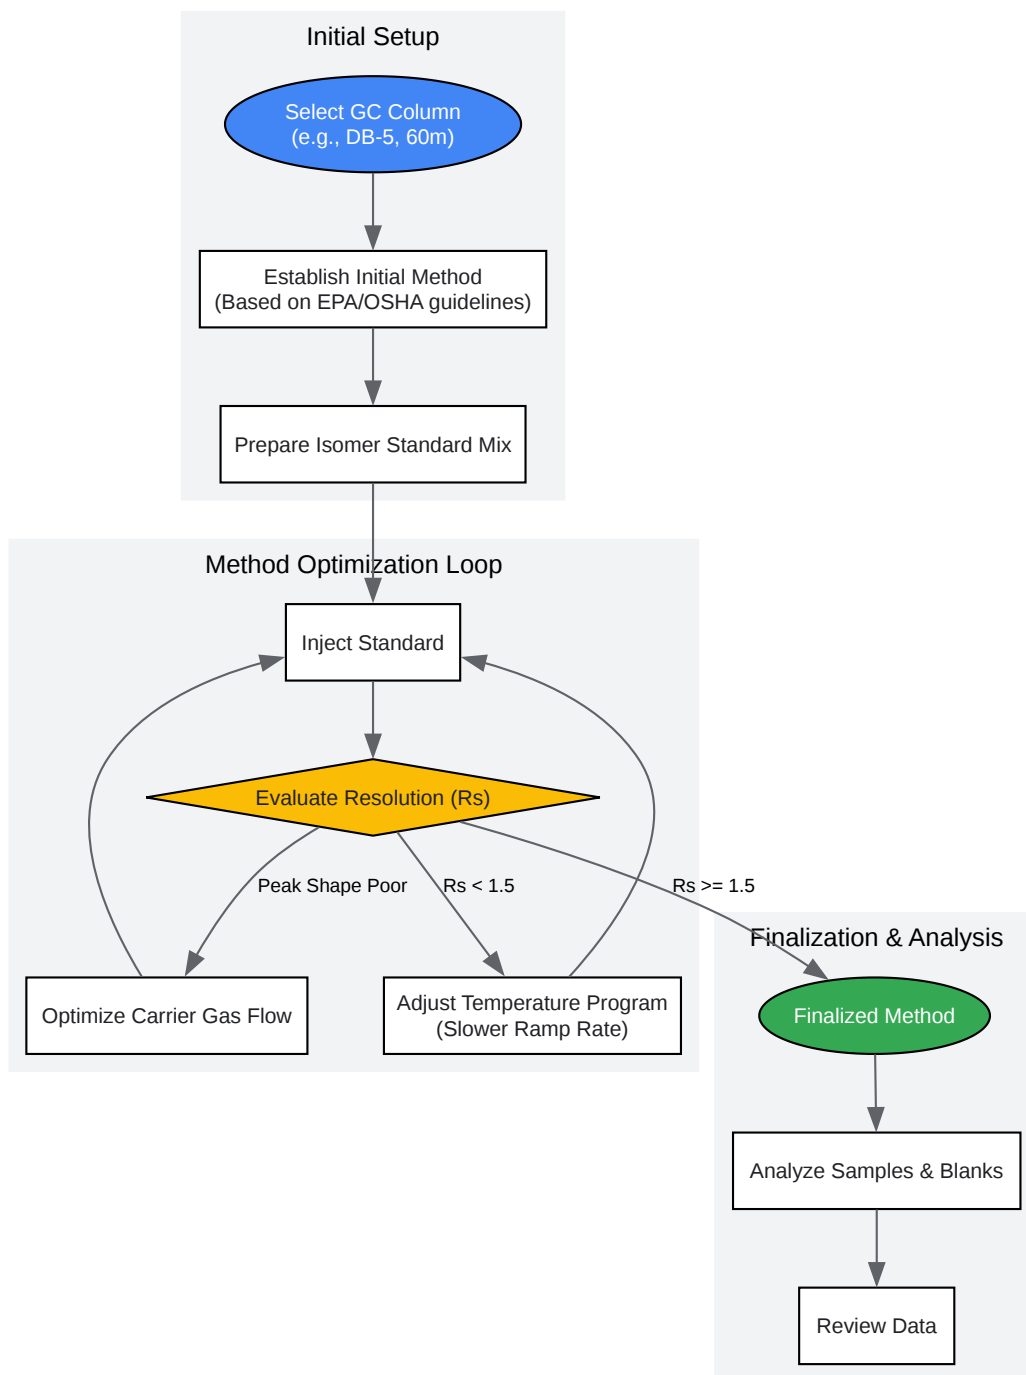 Initial Setup
Select GC Column
(e.g., DB-5, 60m)
Establish Initial Method
(Based on EPA/OSHA guidelines)
Prepare Isomer Standard Mix
Method Optimization Loop
Inject Standard
Evaluate Resolution (Rs)
Peak Shape Poor
Rs < 1.5
Rs >= 1.5
Finalization & Analysis
Optimize Carrier Gas Flow
Adjust Temperature Program
(Slower Ramp Rate)
Finalized Method
Analyze Samples & Blanks
Review Data